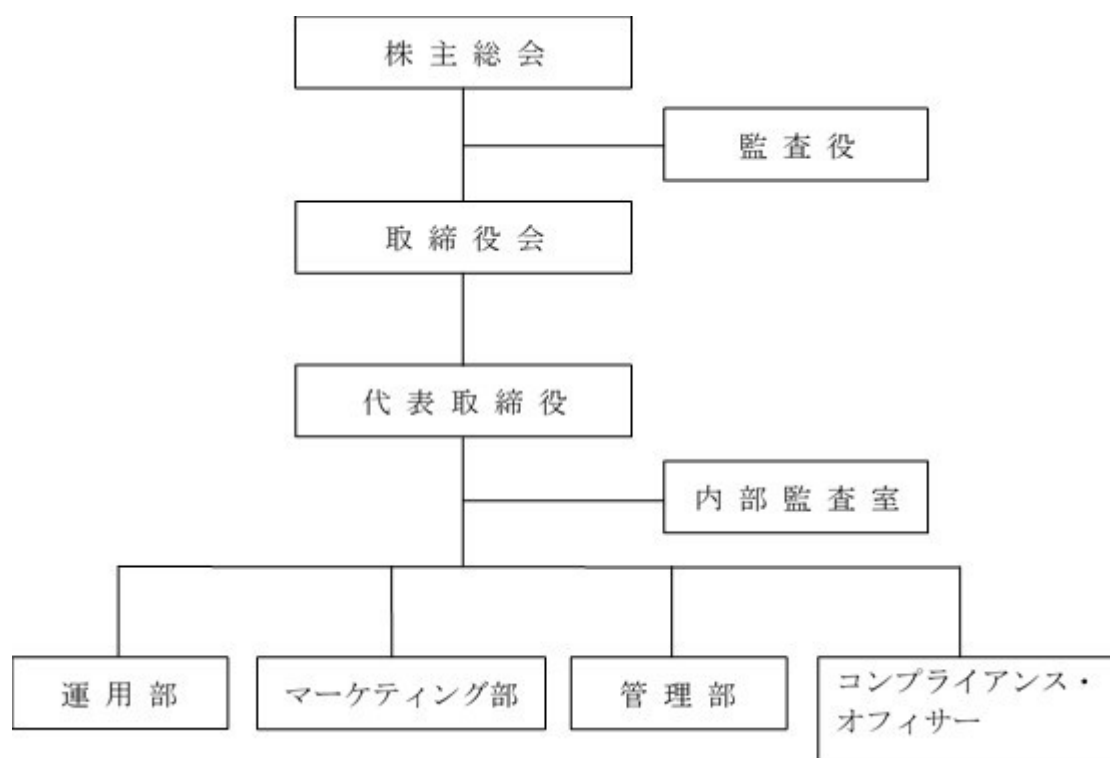 株主総会
監査役
取締役会
代表取締役
内部監査室
運用部
マーケティング部
管理部
コンプライアンス・
オフィサー